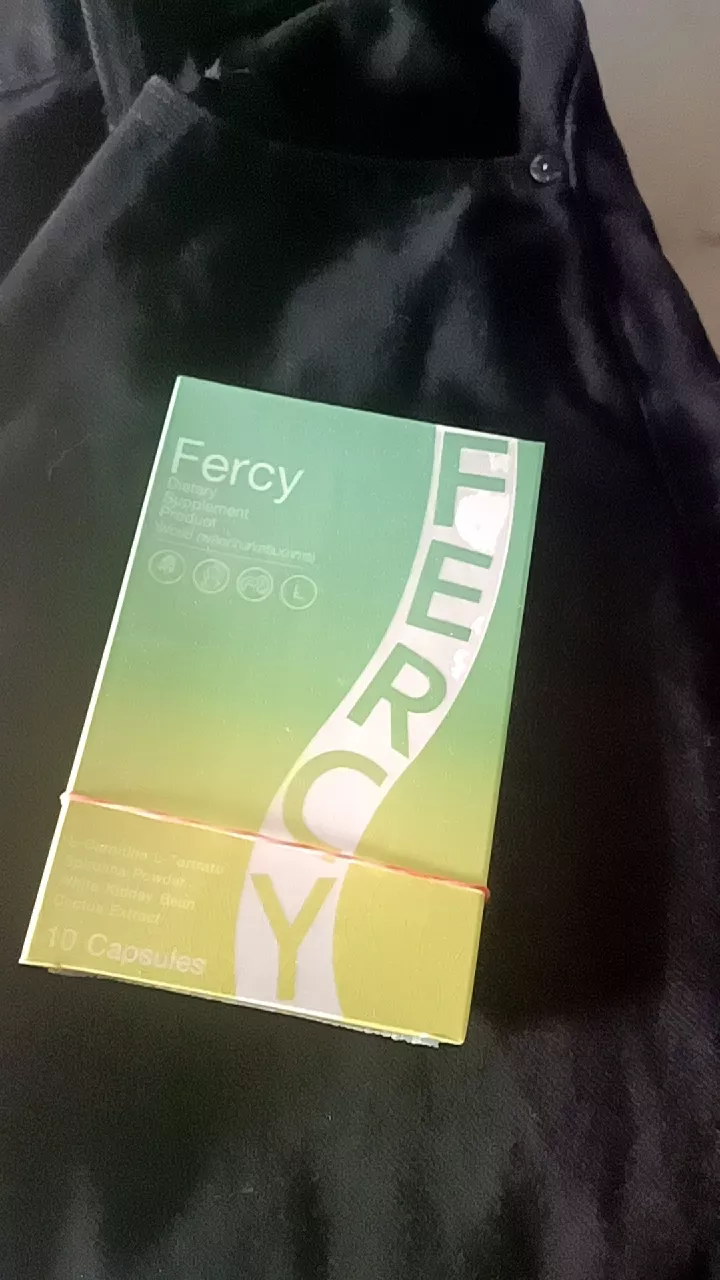 Fercy
Dietary
Supplement
Product
FERCY
L
L-Carnitine L-Tartrate
Spirulina Powder
White Kidney Bean
Cactus Extract
10 Capsules